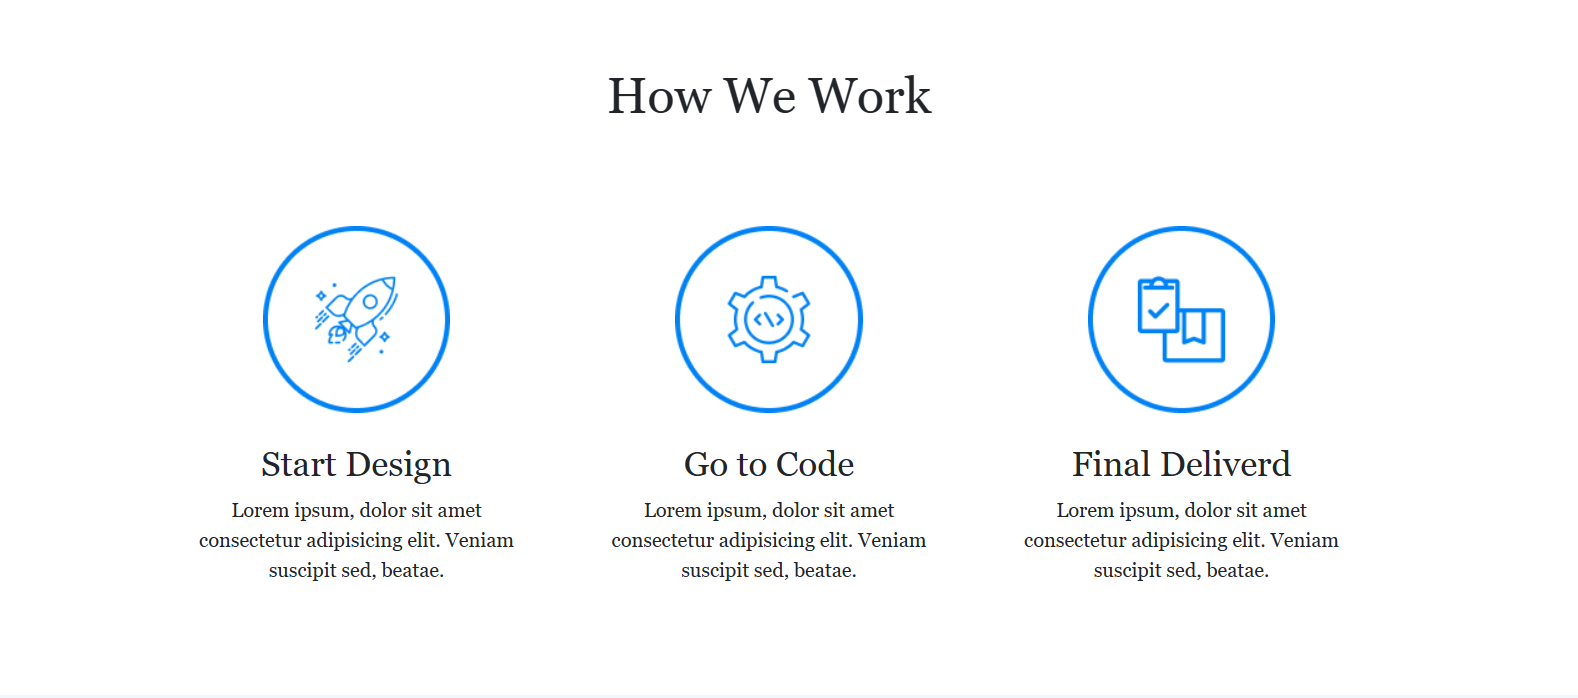 How We Work
Start Design
Lorem ipsum, dolor sit amet
consectetur adipisicing elit. Veniam
suscipit sed, beatae.
Go to Code
Lorem ipsum, dolor sit amet
consectetur adipisicing elit. Veniam
suscipit sed, beatae.
Final Deliverd
Lorem ipsum, dolor sit amet
consectetur adipisicing elit. Veniam
suscipit sed, beatae.